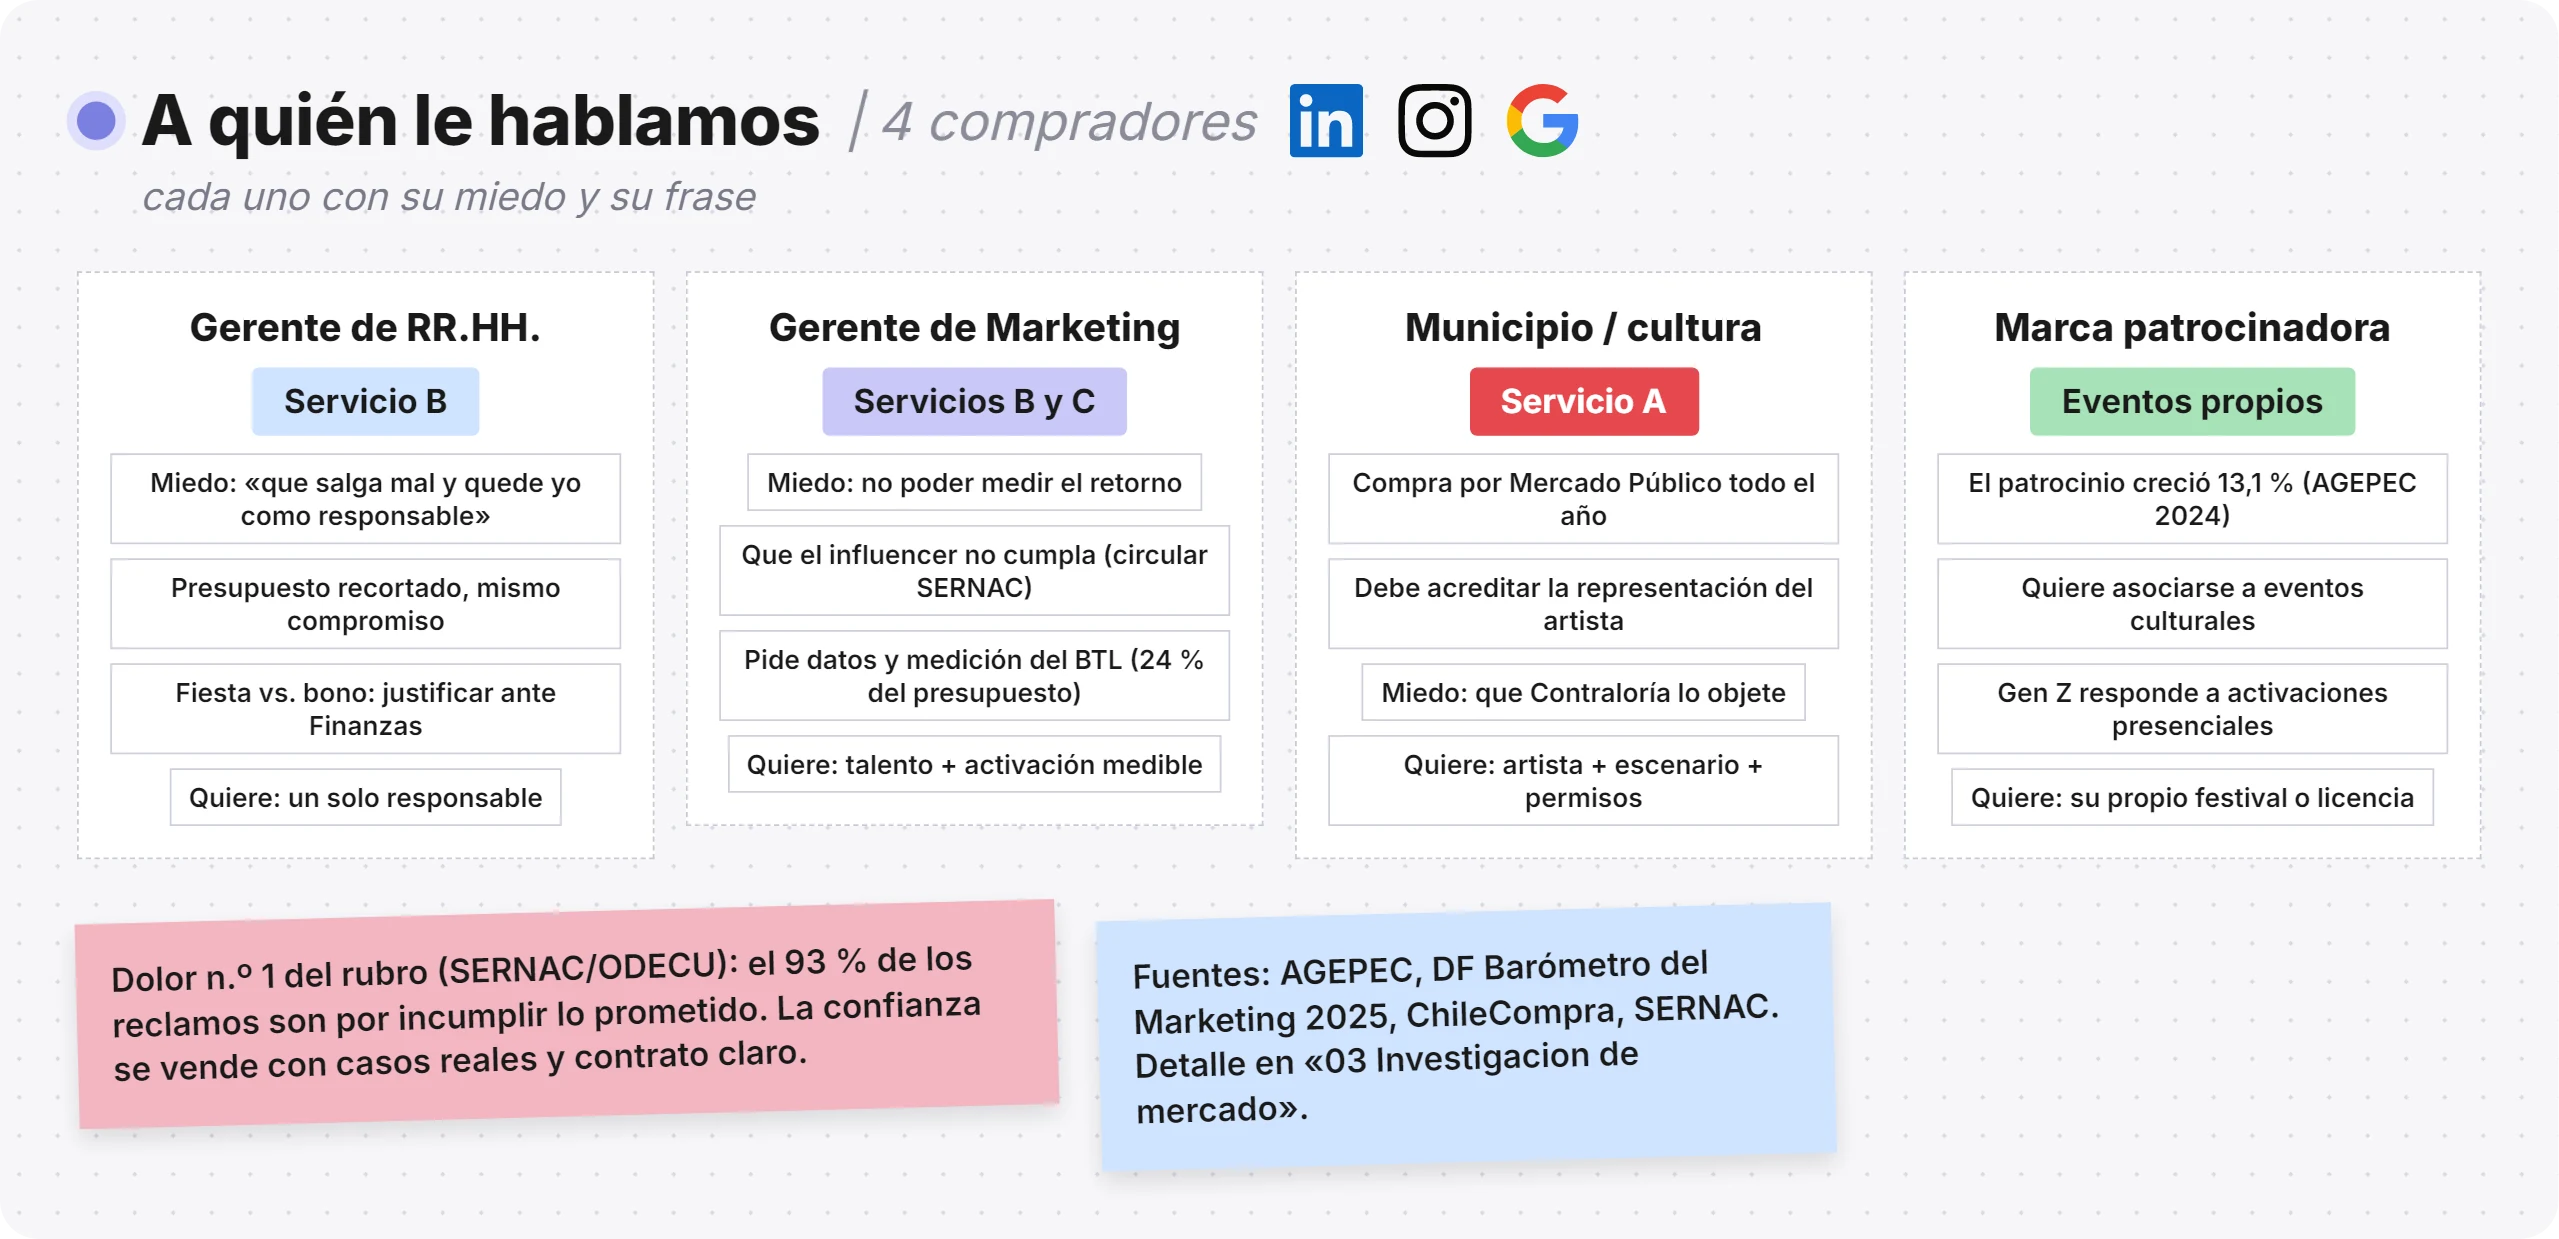 A quién le hablamos | 4 compradores
cada uno con su miedo y su frase
Gerente de RR.HH.
Servicio B
Miedo: «que salga mal y quede yo
como responsable»
Presupuesto recortado, mismo
compromiso
Fiesta vs. bono: justificar ante
Finanzas
Quiere: un solo responsable
Gerente de Marketing
Servicios B y C
Miedo: no poder medir el retorno
Que el influencer no cumpla (circular
SERNAC)
Pide datos y medición del BTL (24 %
del presupuesto)
Quiere: talento + activación medible
Municipio / cultura
Servicio A
Compra por Mercado Público todo el
año
Debe acreditar la representación del
artista
Miedo: que Contraloría lo objete
Quiere: artista + escenario +
permisos
Marca patrocinadora
Eventos propios
El patrocinio creció 13,1 % (AGEPEC
2024)
Quiere asociarse a eventos
culturales
Gen Z responde a activaciones
presenciales
Quiere: su propio festival o licencia
Dolor n.º 1 del rubro (SERNAC/ODECU): el 93 % de los
reclamos son por incumplir lo prometido. La confianza
se vende con casos reales y contrato claro.
Fuentes: AGEPEC, DF Barómetro del
Marketing 2025, ChileCompra, SERNAC.
Detalle en «03 Investigacion de
mercado».